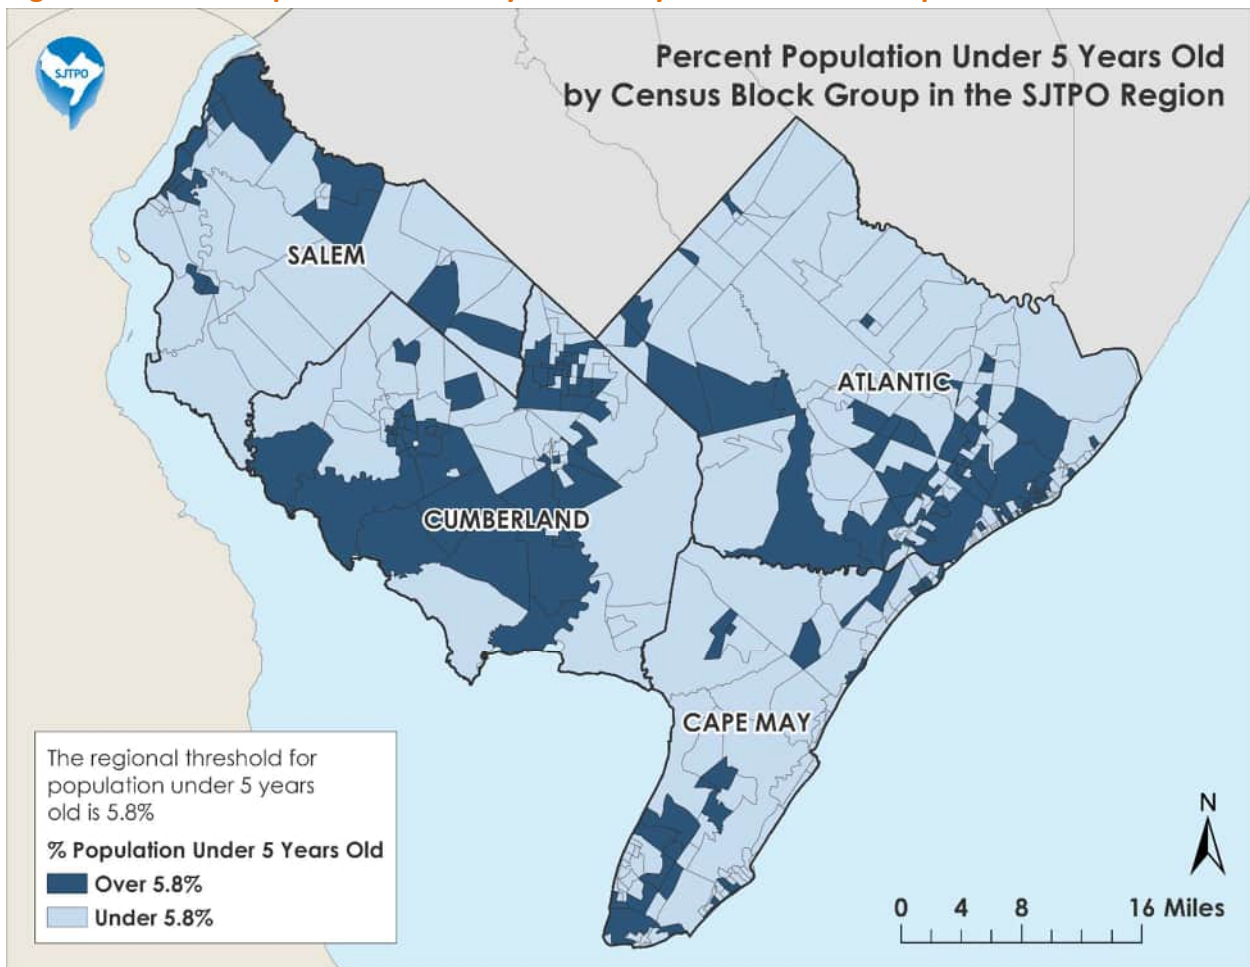 Percent Population Under 5 Years Old
by Census Block Group in the SJTPO Region
SJTPO
SALEM
ATLANTIC
CUMBERLAND
CAPE MAY
The regional threshold for
population under 5 years
old is 5.8%
% Population Under 5 Years Old
Over 5.8%
Under 5.8%
N
0 4 8 16 Miles